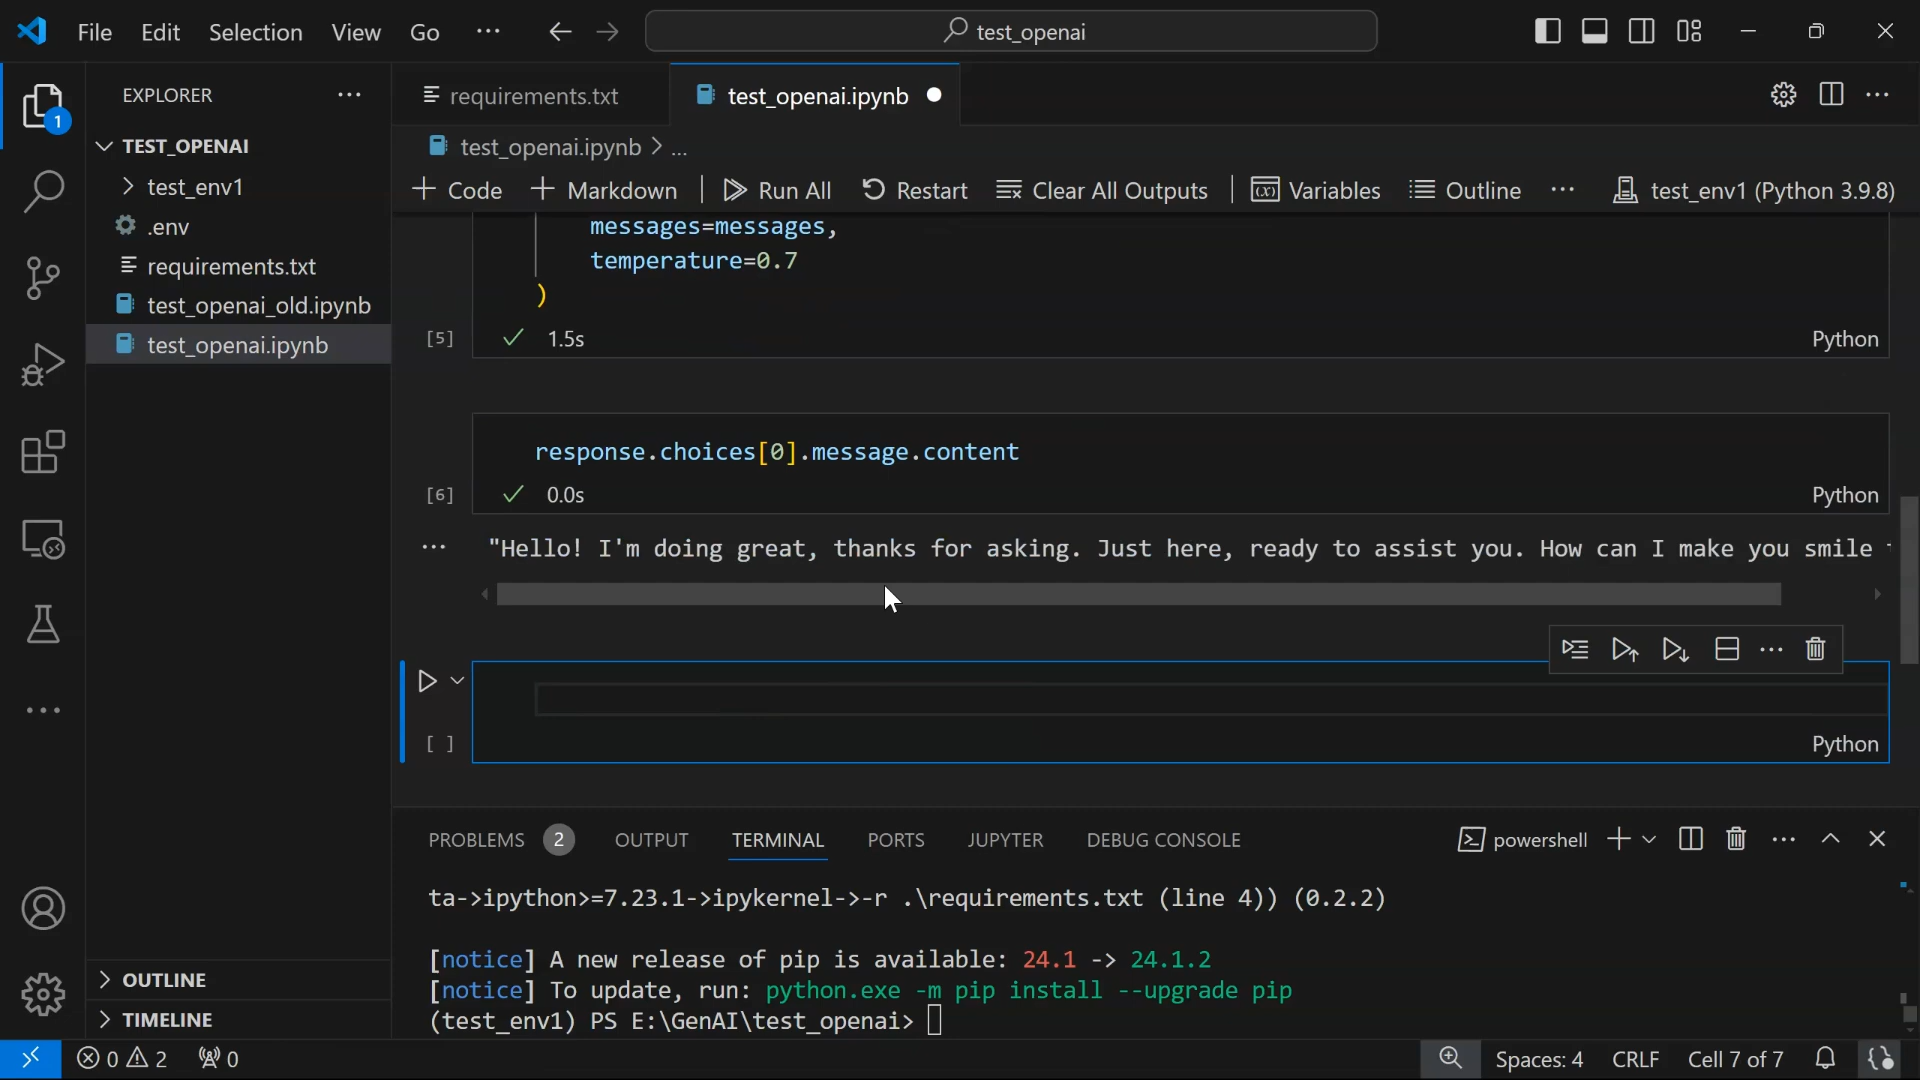 File Edit Selection View Go ... test_openai
EXPLORER ...
1
TEST_OPENAI
test_env1
.env
requirements.txt
test_openai_old.ipynb
test_openai.ipynb
OUTLINE
TIMELINE
requirements.txt test_openai.ipynb
test_openai.ipynb > ...
+ Code + Markdown Run All Restart Clear All Outputs Variables Outline ... test_env1 (Python 3.9.8)
messages=messages,
temperature=0.7
)
[5] 1.5s Python
response.choices[0].message.content
[6] 0.0s Python
"Hello! I'm doing great, thanks for asking. Just here, ready to assist you. How can I make you smile
[ ] Python
PROBLEMS 2 OUTPUT TERMINAL PORTS JUPYTER DEBUG CONSOLE powershell
ta->ipython>=7.23.1->ipykernel->-r .\requirements.txt (line 4)) (0.2.2)
[notice] A new release of pip is available: 24.1 -> 24.1.2
[notice] To update, run: python.exe -m pip install --upgrade pip
(test_env1) PS E:\GenAI\test_openai>
0 2 0 Spaces: 4 CRLF Cell 7 of 7